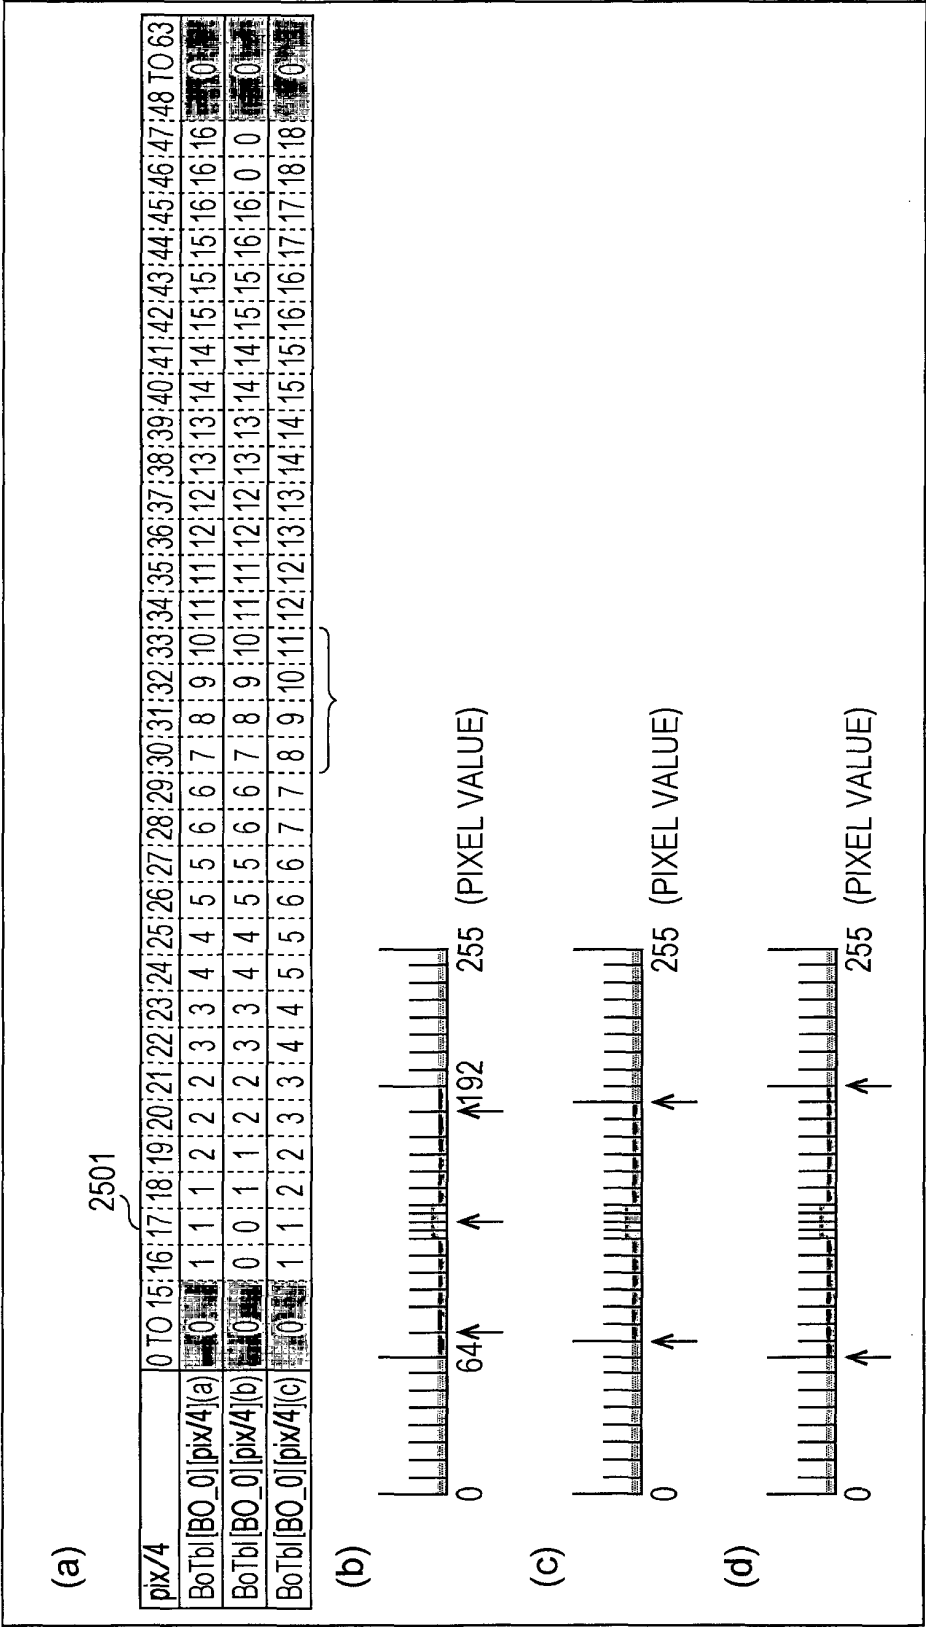 (a)
2501
pix/4 0 TO 15 16 17 18 19 20 21 22 23 24 25 26 27 28 29 30 31 32 33 34 35 36 37 38 39 40 41 42 43 44 45 46 47 48 TO 63
BoTbl[BO_0][pix/4](a) 0 1 1 1 2 2 2 3 3 4 4 5 5 6 6 7 8 9 10 11 11 12 12 13 13 14 14 15 15 15 16 16 16 0
BoTbl[BO_0][pix/4](b) 0 0 0 1 1 2 2 3 3 4 4 5 5 6 6 7 8 9 10 11 11 12 12 13 13 14 14 15 15 16 16 0 0 0
BoTbl[BO_0][pix/4](c) 0 1 1 2 2 3 3 4 4 5 5 6 6 7 7 8 9 10 11 12 12 13 13 14 14 15 15 16 16 17 17 18 18 0
(b)
0 64 192 255 (PIXEL VALUE)
(c)
0 255 (PIXEL VALUE)
(d)
0 255 (PIXEL VALUE)